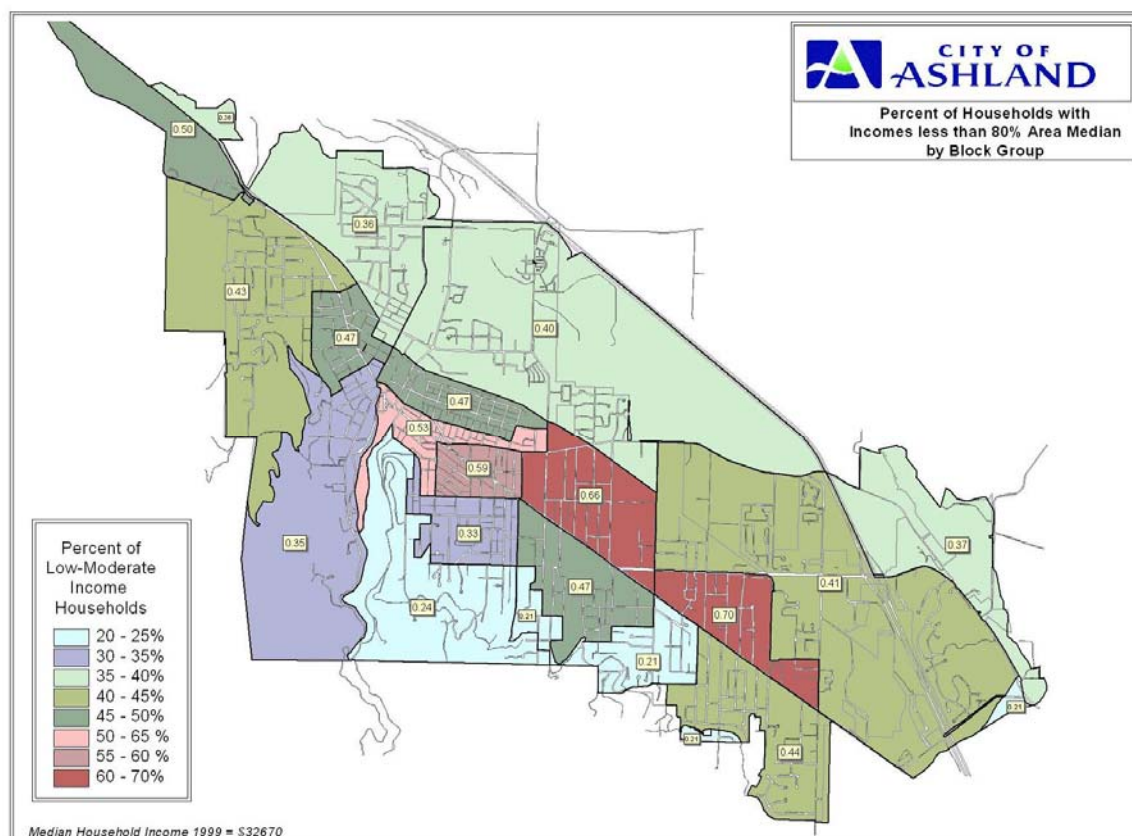 CITY OF
ASHLAND
Percent of Households with
Incomes less than 80% Area Median
by Block Group
0.50
0.36
0.36
0.43
0.40
0.47
0.47
0.53
0.59
0.66
0.35
0.33
0.37
0.41
0.47
0.24
0.21
0.70
0.21
0.21
0.21
0.44
Percent of
Low-Moderate
Income
Households
20 - 25%
30 - 35%
35 - 40%
40 - 45%
45 - 50%
50 - 65 %
55 - 60 %
60 - 70%
Median Household Income 1999 = $32670